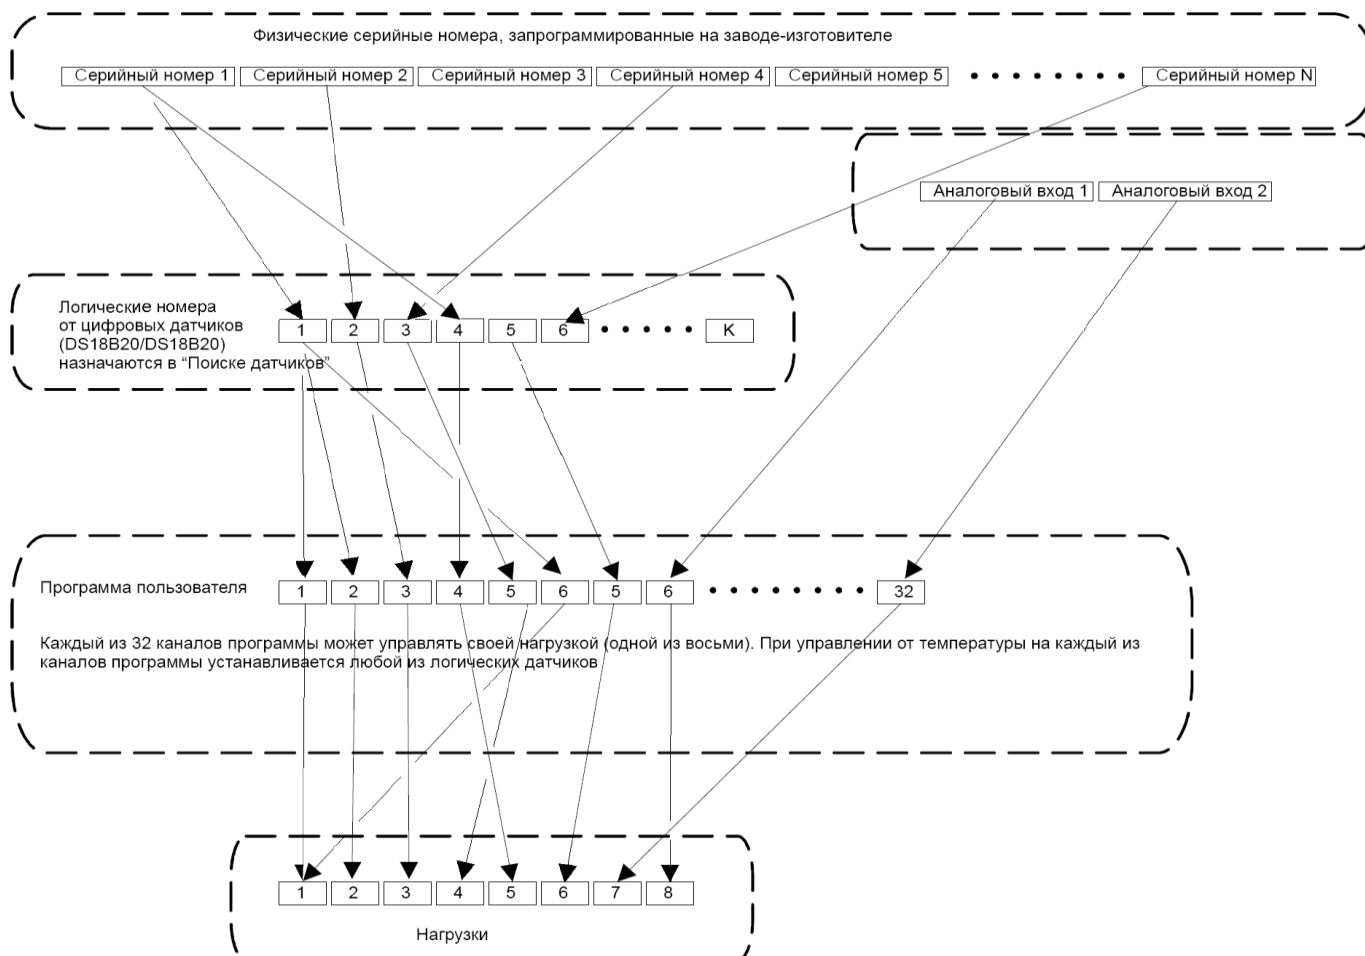 Физические серийные номера, запрограммированные на заводе-изготовителе
Серийный номер 1 Серийный номер 2 Серийный номер 3 Серийный номер 4 Серийный номер 5 Серийный номер N
Аналоговый вход 1 Аналоговый вход 2
Логические номера
от цифровых датчиков
(DS18B20/DS18B20)
назначаются в “Поиске датчиков”
1 2 3 4 5 6 K
Программа пользователя
1 2 3 4 5 6 5 6 32
Каждый из 32 каналов программы может управлять своей нагрузкой (одной из восьми). При управлении от температуры на каждый из
каналов программы устанавливается любой из логических датчиков
1 2 3 4 5 6 7 8
Нагрузки